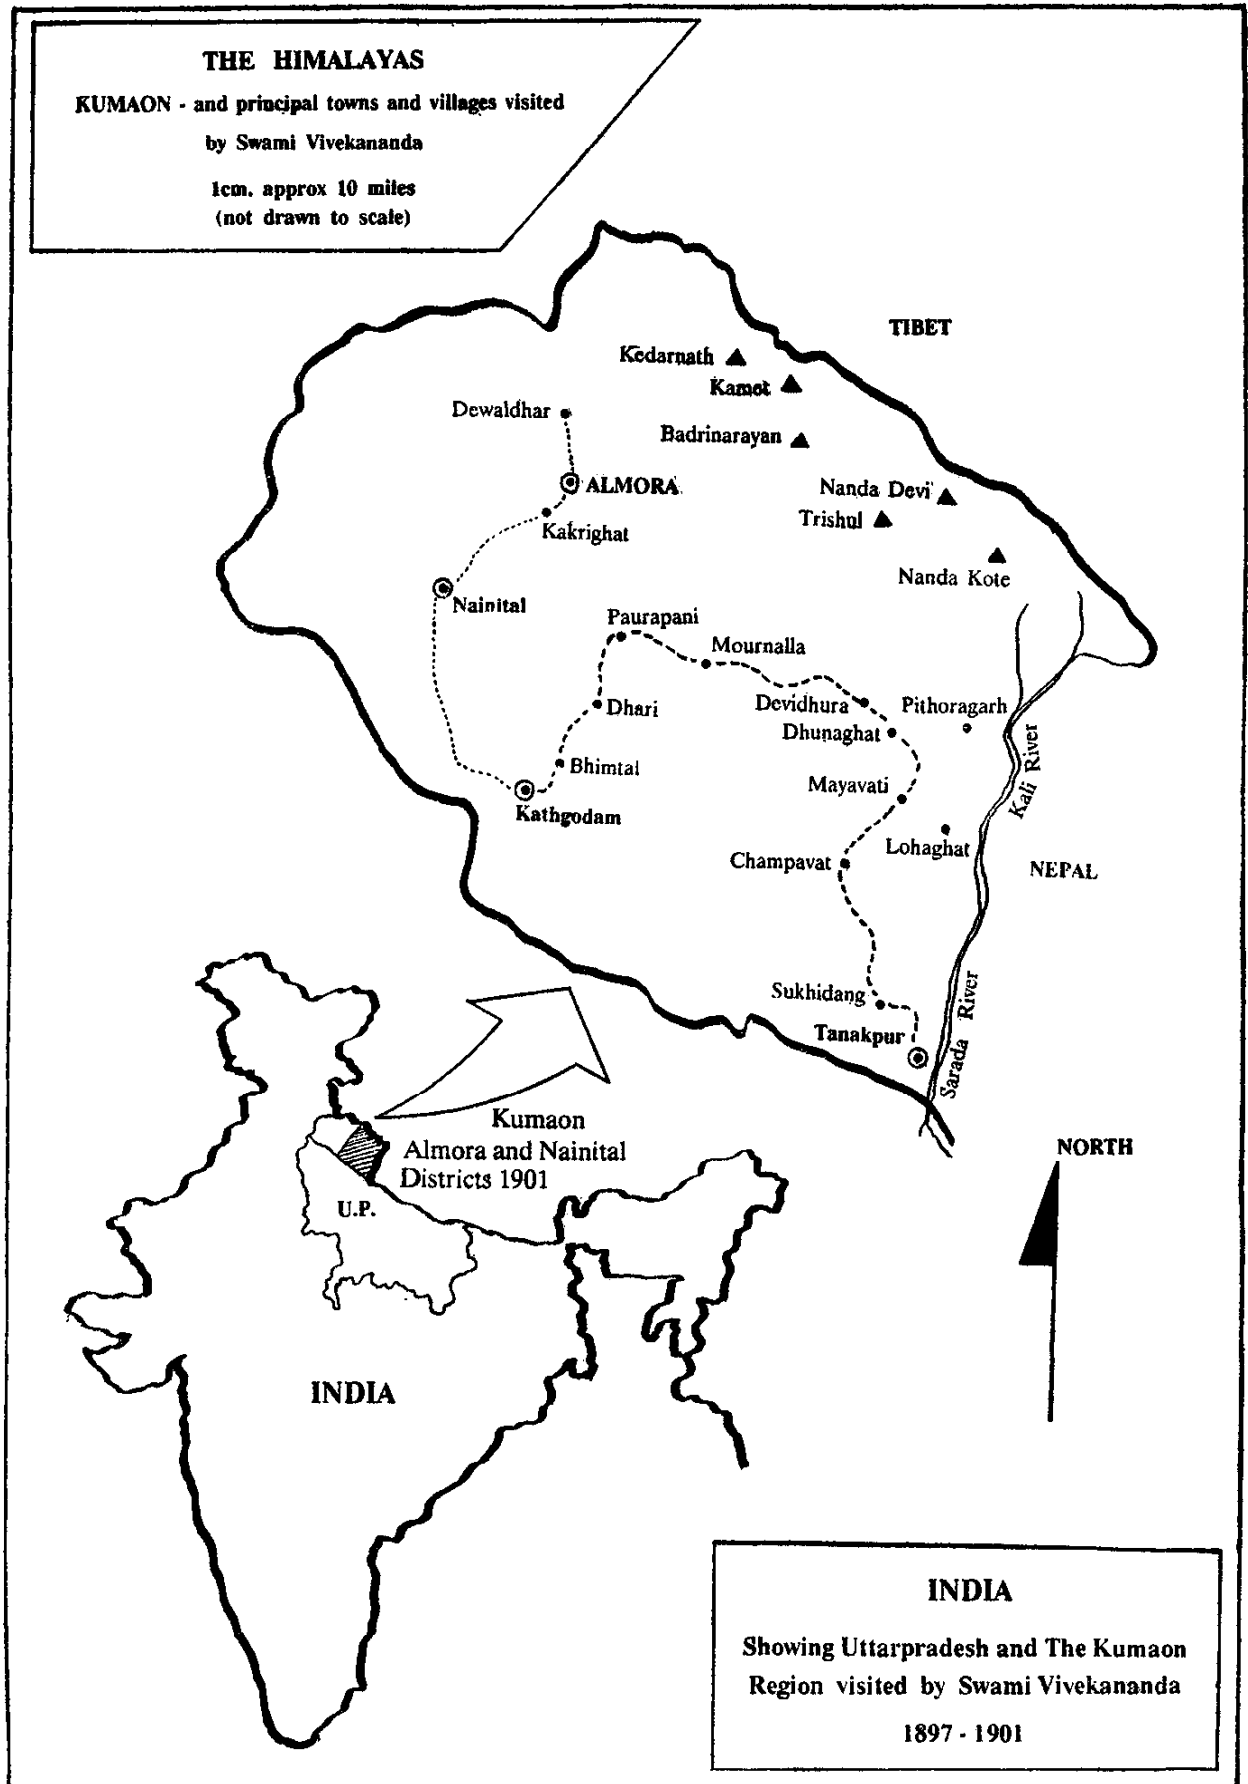 THE HIMALAYAS
KUMAON - and principal towns and villages visited
by Swami Vivekananda
1cm. approx 10 miles
(not drawn to scale)
TIBET
Kedarnath
Kamet
Dewaldhar
Badrinarayan
ALMORA
Nanda Devi
Trishul
Kakrighat
Nanda Kote
Nainital
Paurapani
Mournalla
Devidhura
Pithoragarh
Dhari
Dhunaghat
Kali River
Bhimtal
Mayavati
Kathgodam
Lohaghat
Champavat
NEPAL
Sukhidang
Tanakpur
Sarada River
Kumaon
Almora and Nainital
Districts 1901
NORTH
U.P.
INDIA
INDIA
Showing Uttarpradesh and The Kumaon
Region visited by Swami Vivekananda
1897 - 1901